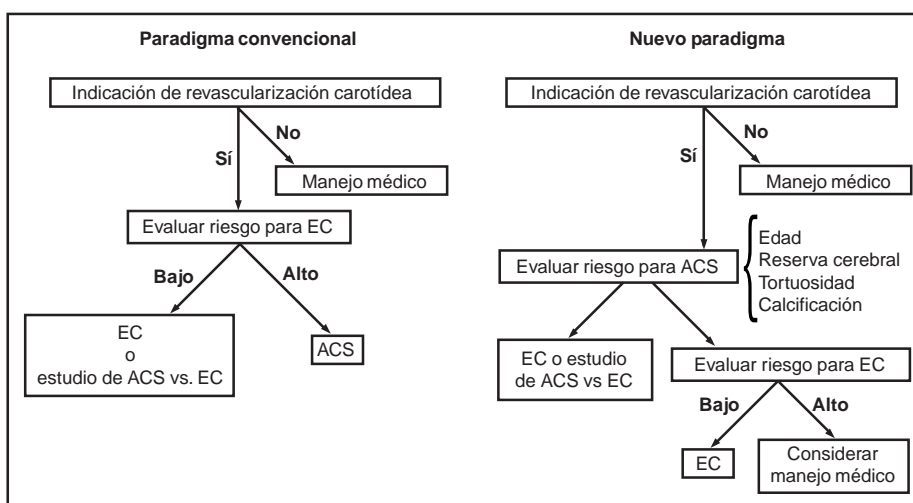 Paradigma convencional
Indicación de revascularización carotídea
No
Sí
Manejo médico
Evaluar riesgo para EC
Bajo
Alto
EC
o
estudio de ACS vs. EC
ACS
Nuevo paradigma
Indicación de revascularización carotídea
No
Sí
Manejo médico
Evaluar riesgo para ACS
Edad
Reserva cerebral
Tortuosidad
Calcificación
EC o estudio
de ACS vs EC
Evaluar riesgo para EC
Bajo
Alto
EC
Considerar
manejo médico